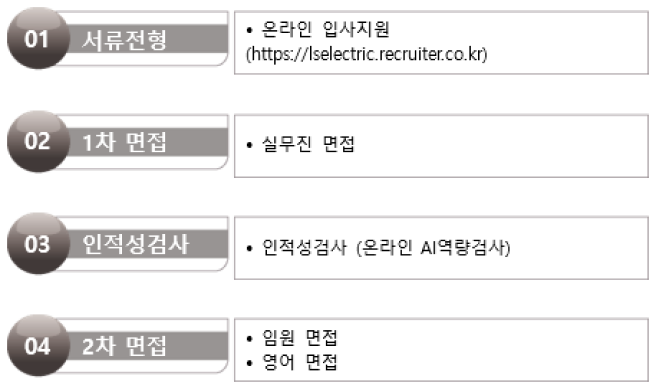 01 서류전형
• 온라인 입사지원
(https://lselectric.recruiter.co.kr)
02 1차 면접
• 실무진 면접
03 인적성검사
• 인적성검사 (온라인 AI역량검사)
04 2차 면접
• 임원 면접
• 영어 면접